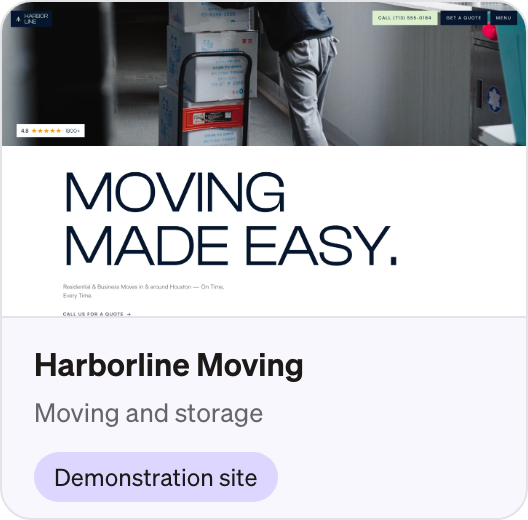 HARBOR
LINE
CALL (713) 555-0184
GET A QUOTE
MENU
4.8 ★★★★★
MOVING
MADE EASY.
Residential & Business Moves in & around Houston — On Time,
Every Time.
CALL US FOR A QUOTE →
Harborline Moving
Moving and storage
Demonstration site